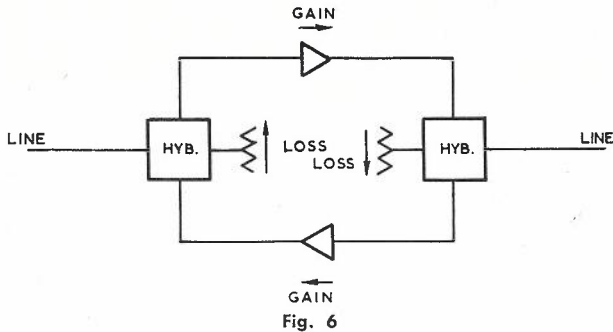 GAIN
LINE
HYB.
LOSS
LOSS
HYB.
LINE
GAIN
Fig. 6